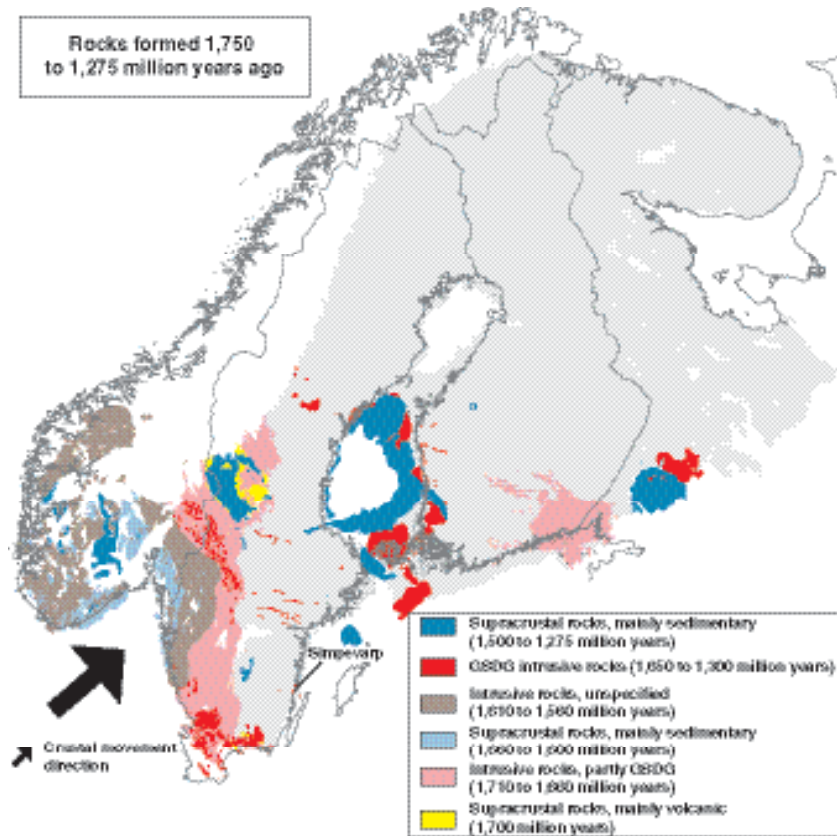 Rocks formed 1,750
to 1,275 million years ago
Simpevarp
Crustal movement
direction
Supracrustal rocks, mainly sedimentary
(1,500 to 1,275 million years)
GSDG intrusive rocks (1,650 to 1,300 million years)
Intrusive rocks, unspecified
(1,610 to 1,560 million years)
Supracrustal rocks, mainly sedimentary
(1,660 to 1,600 million years)
Intrusive rocks, partly GSDG
(1,710 to 1,660 million years)
Supracrustal rocks, mainly volcanic
(1,700 million years)